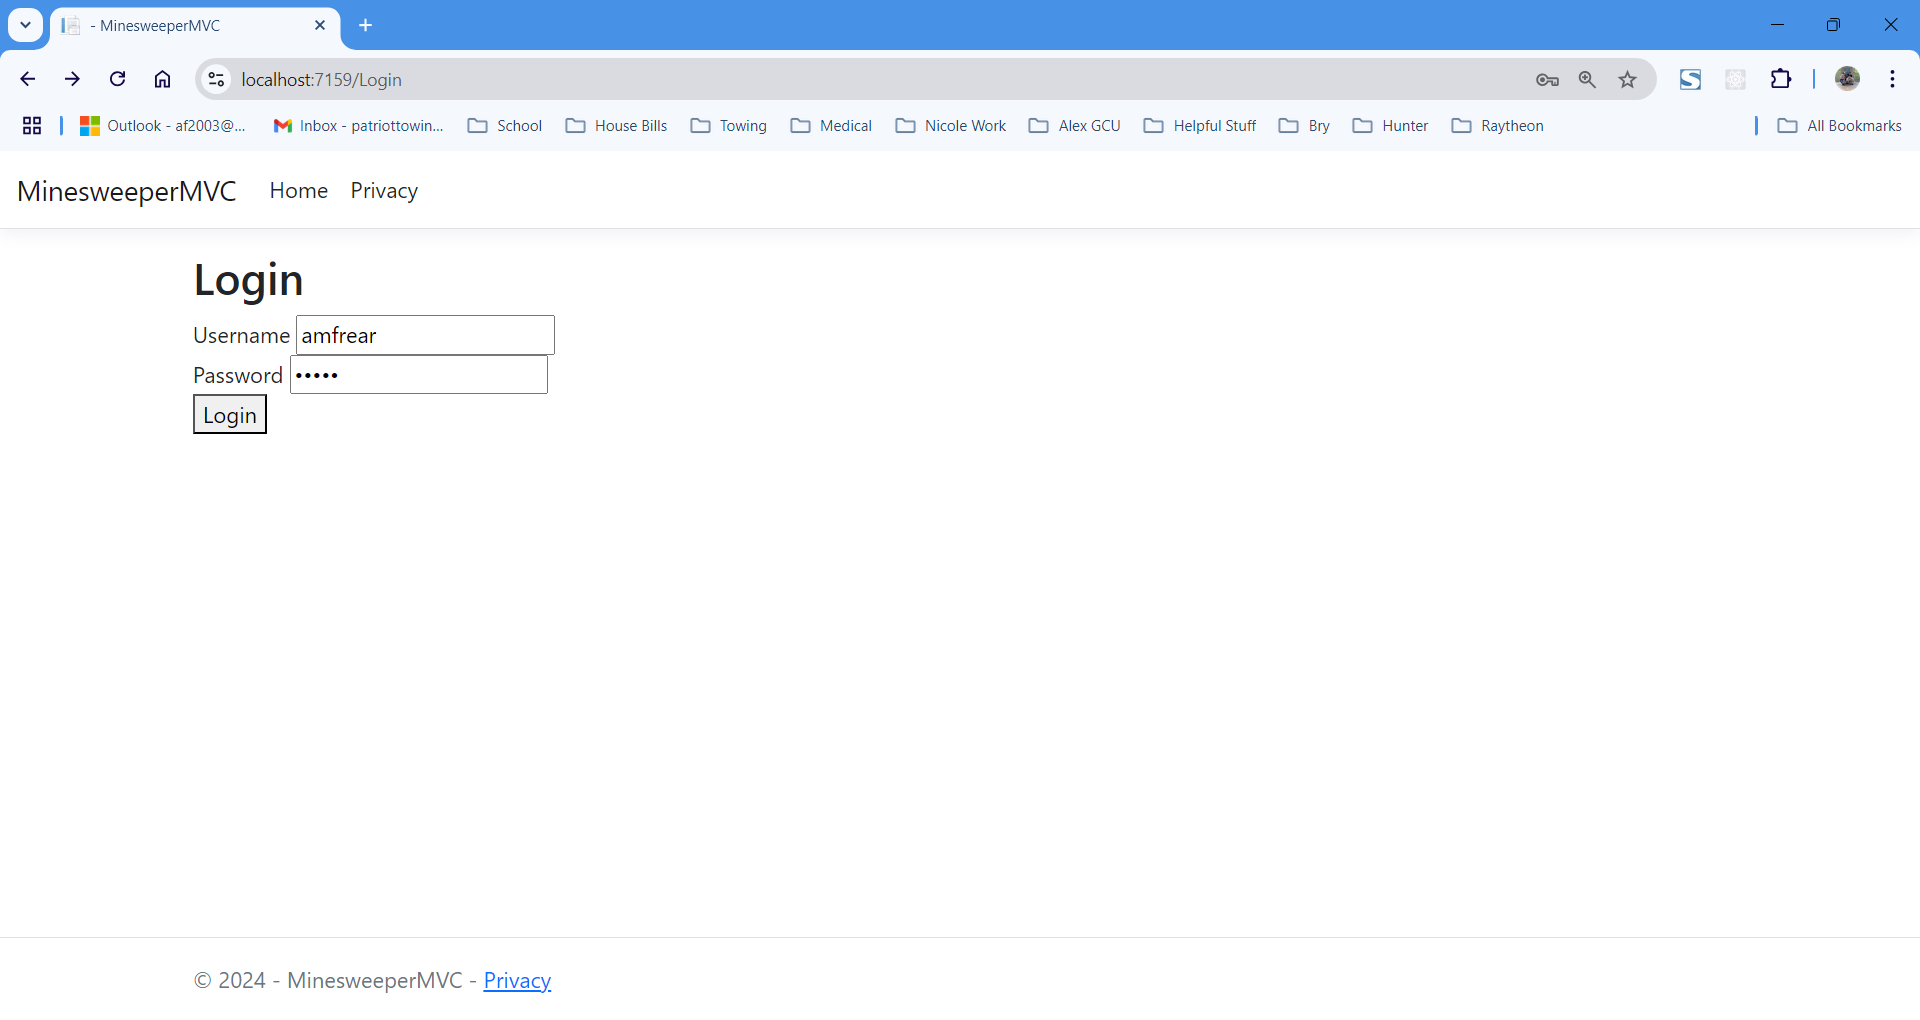 - MinesweeperMVC
localhost:7159/Login
Outlook - af2003@... Inbox - patriottowin... School House Bills Towing Medical Nicole Work Alex GCU Helpful Stuff Bry Hunter Raytheon All Bookmarks
MinesweeperMVC Home Privacy
Login
Username amfrear
Password •••••
Login
© 2024 - MinesweeperMVC - Privacy